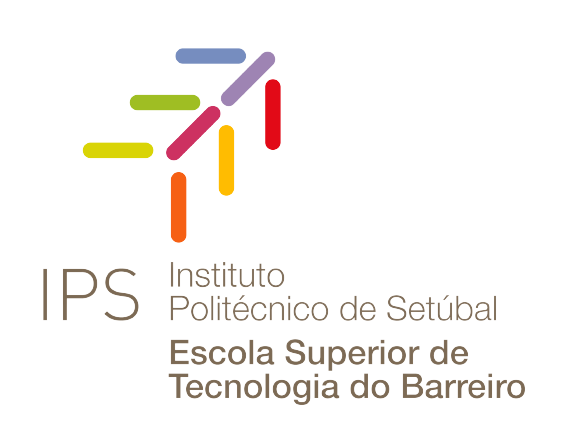 IPS
Instituto
Politécnico de Setúbal
Escola Superior de
Tecnologia do Barreiro